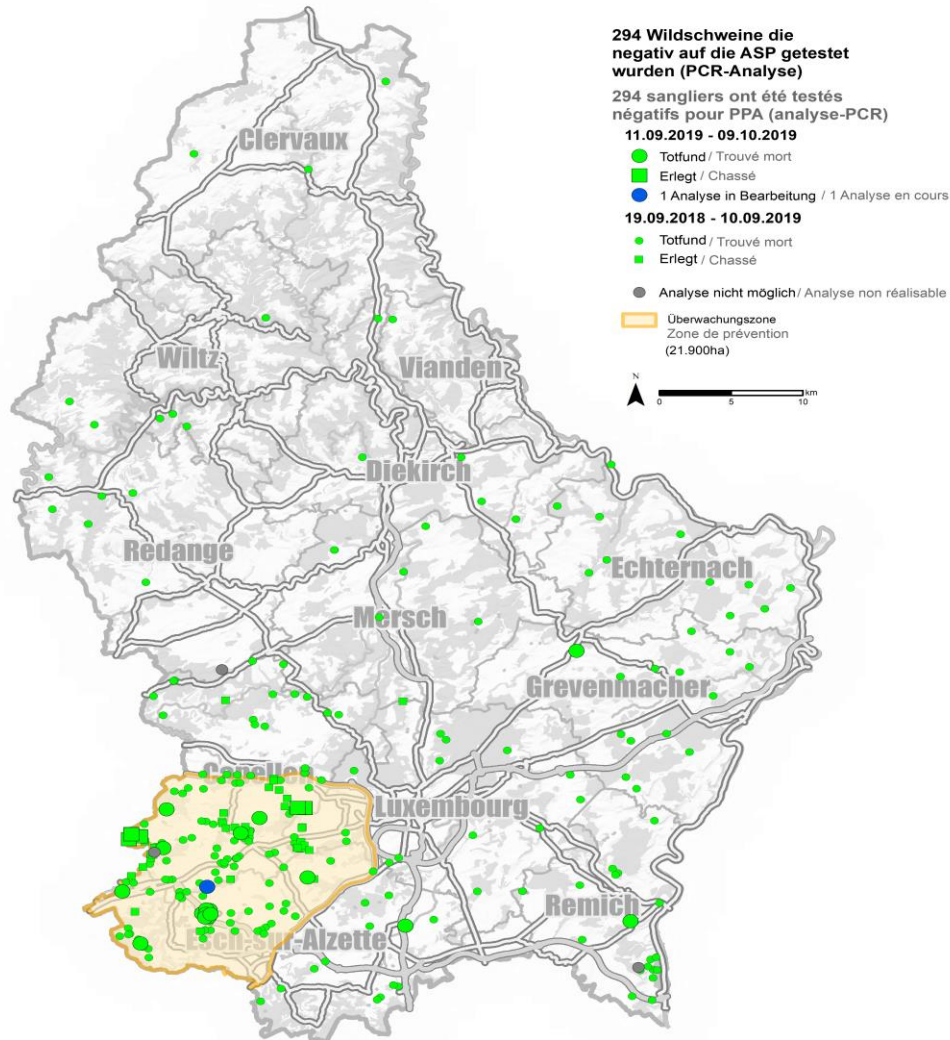 294 Wildschweine die
negativ auf die ASP getestet
wurden (PCR-Analyse)
294 sangliers ont été testés
négatifs pour PPA (analyse-PCR)
11.09.2019 - 09.10.2019
Totfund / Trouvé mort
Erlegt / Chassé
1 Analyse in Bearbeitung / 1 Analyse en cours
19.09.2018 - 10.09.2019
Totfund / Trouvé mort
Erlegt / Chassé
Analyse nicht möglich / Analyse non réalisable
Überwachungszone
Zone de prévention
(21.900ha)
N
km
0 5 10
Clervaux
Wiltz
Vianden
Diekirch
Redange
Echternach
Mersch
Grevenmacher
Capellen
Luxembourg
Remich
Esch-sur-Alzette